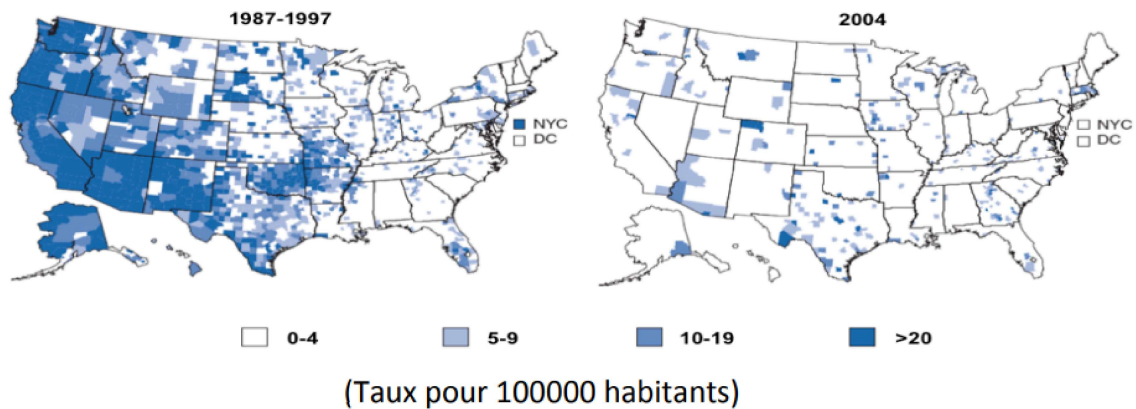 1987-1997
2004
NYC
DC
NYC
DC
0-4
5-9
10-19
>20
(Taux pour 100000 habitants)